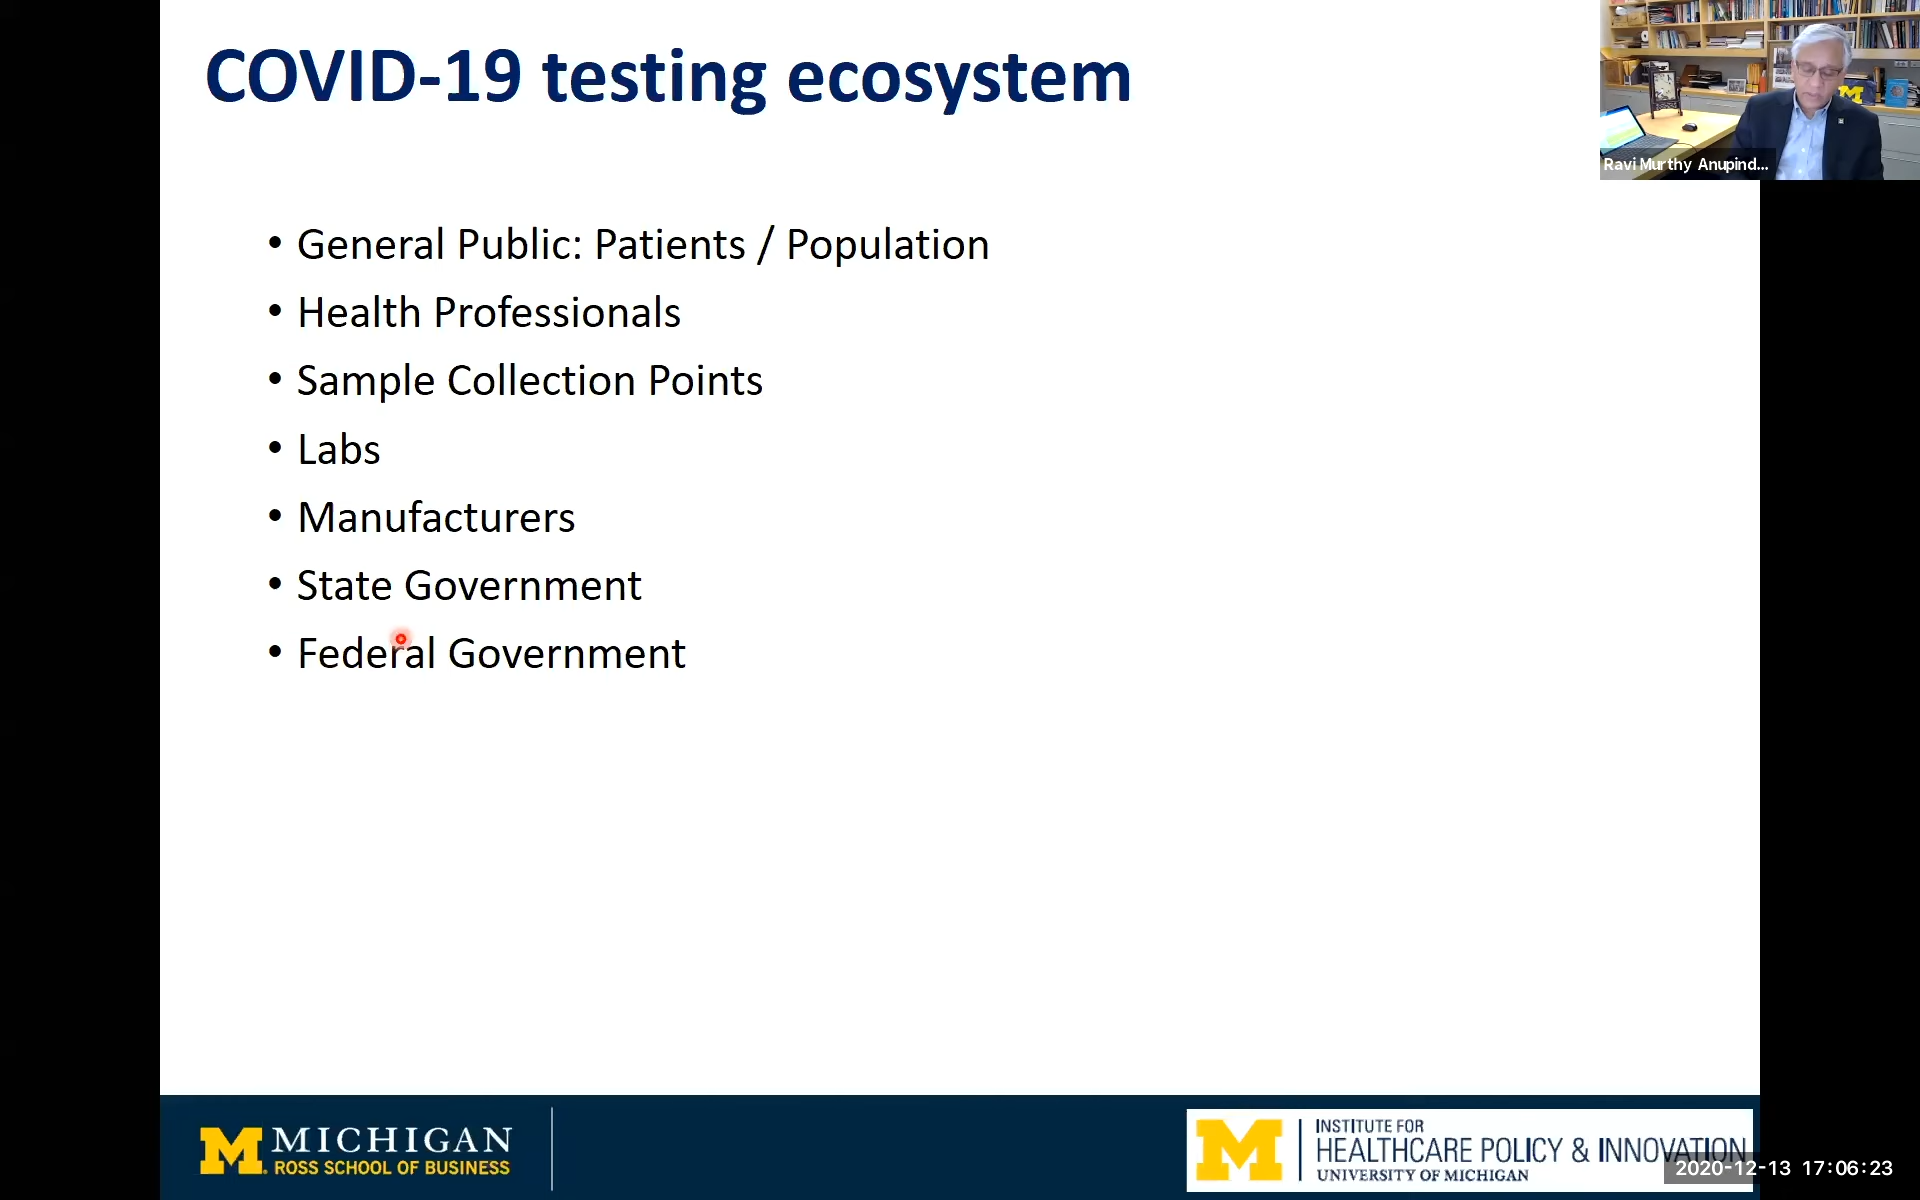 COVID-19 testing ecosystem
Ravi Murthy Anupind...
• General Public: Patients / Population
• Health Professionals
• Sample Collection Points
• Labs
• Manufacturers
• State Government
• Federal Government
M MICHIGAN
ROSS SCHOOL OF BUSINESS
M INSTITUTE FOR
HEALTHCARE POLICY & INNOVATION
UNIVERSITY OF MICHIGAN
2020-12-13 17:06:23